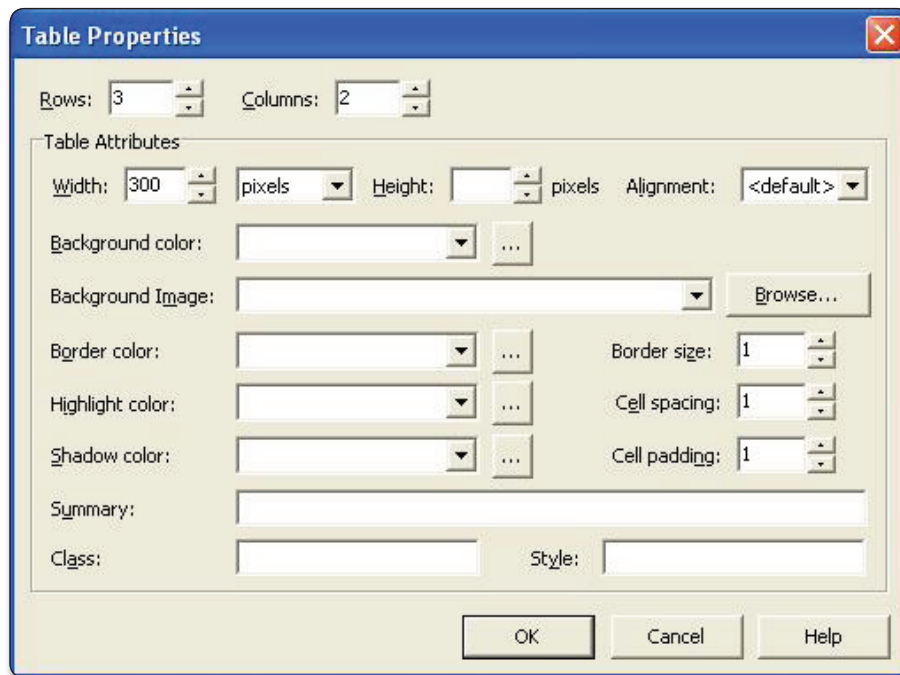 Table Properties
Rows: 3 Columns: 2
Table Attributes
Width: 300 pixels Height: pixels Alignment: <default>
Background color: ...
Background Image: Browse...
Border color: ... Border size: 1
Highlight color: ... Cell spacing: 1
Shadow color: ... Cell padding: 1
Summary:
Class: Style:
OK Cancel Help